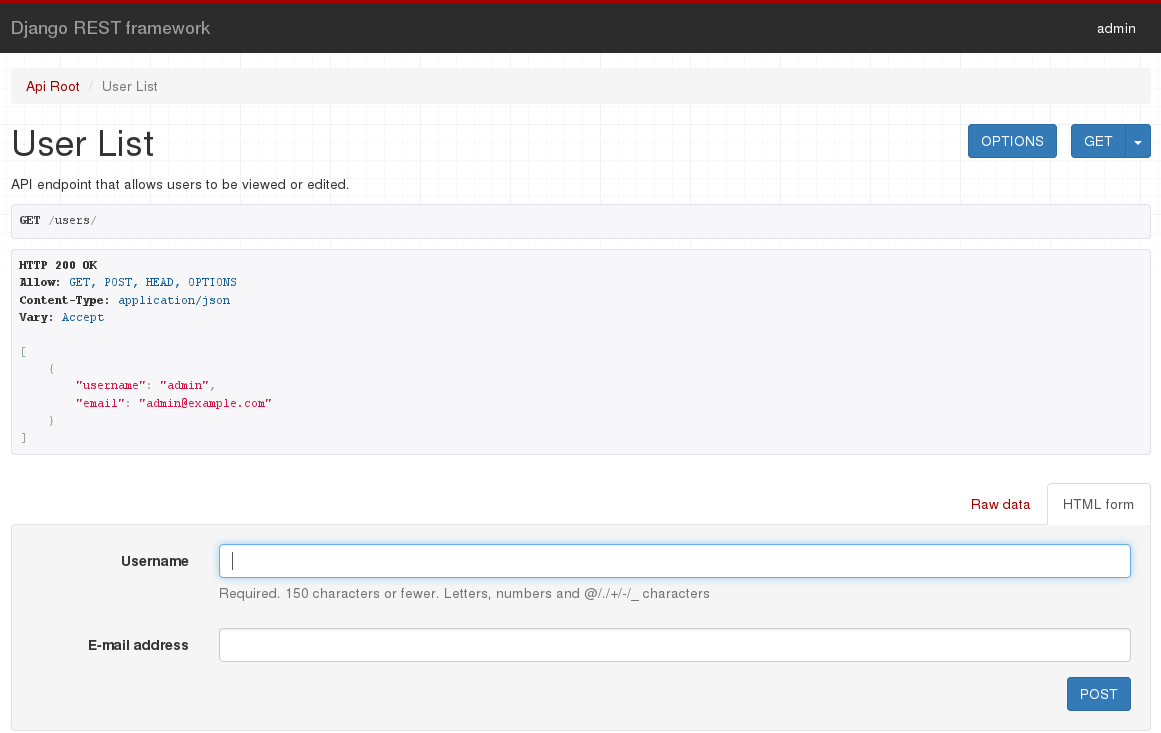 Django REST framework
admin
Api Root / User List
User List
OPTIONS
GET
API endpoint that allows users to be viewed or edited.
GET /users/
HTTP 200 OK
Allow: GET, POST, HEAD, OPTIONS
Content-Type: application/json
Vary: Accept
[
    {
        "username": "admin",
        "email": "admin@example.com"
    }
]
Raw data
HTML form
Username
Required. 150 characters or fewer. Letters, numbers and @/./+/-/_ characters
E-mail address
POST